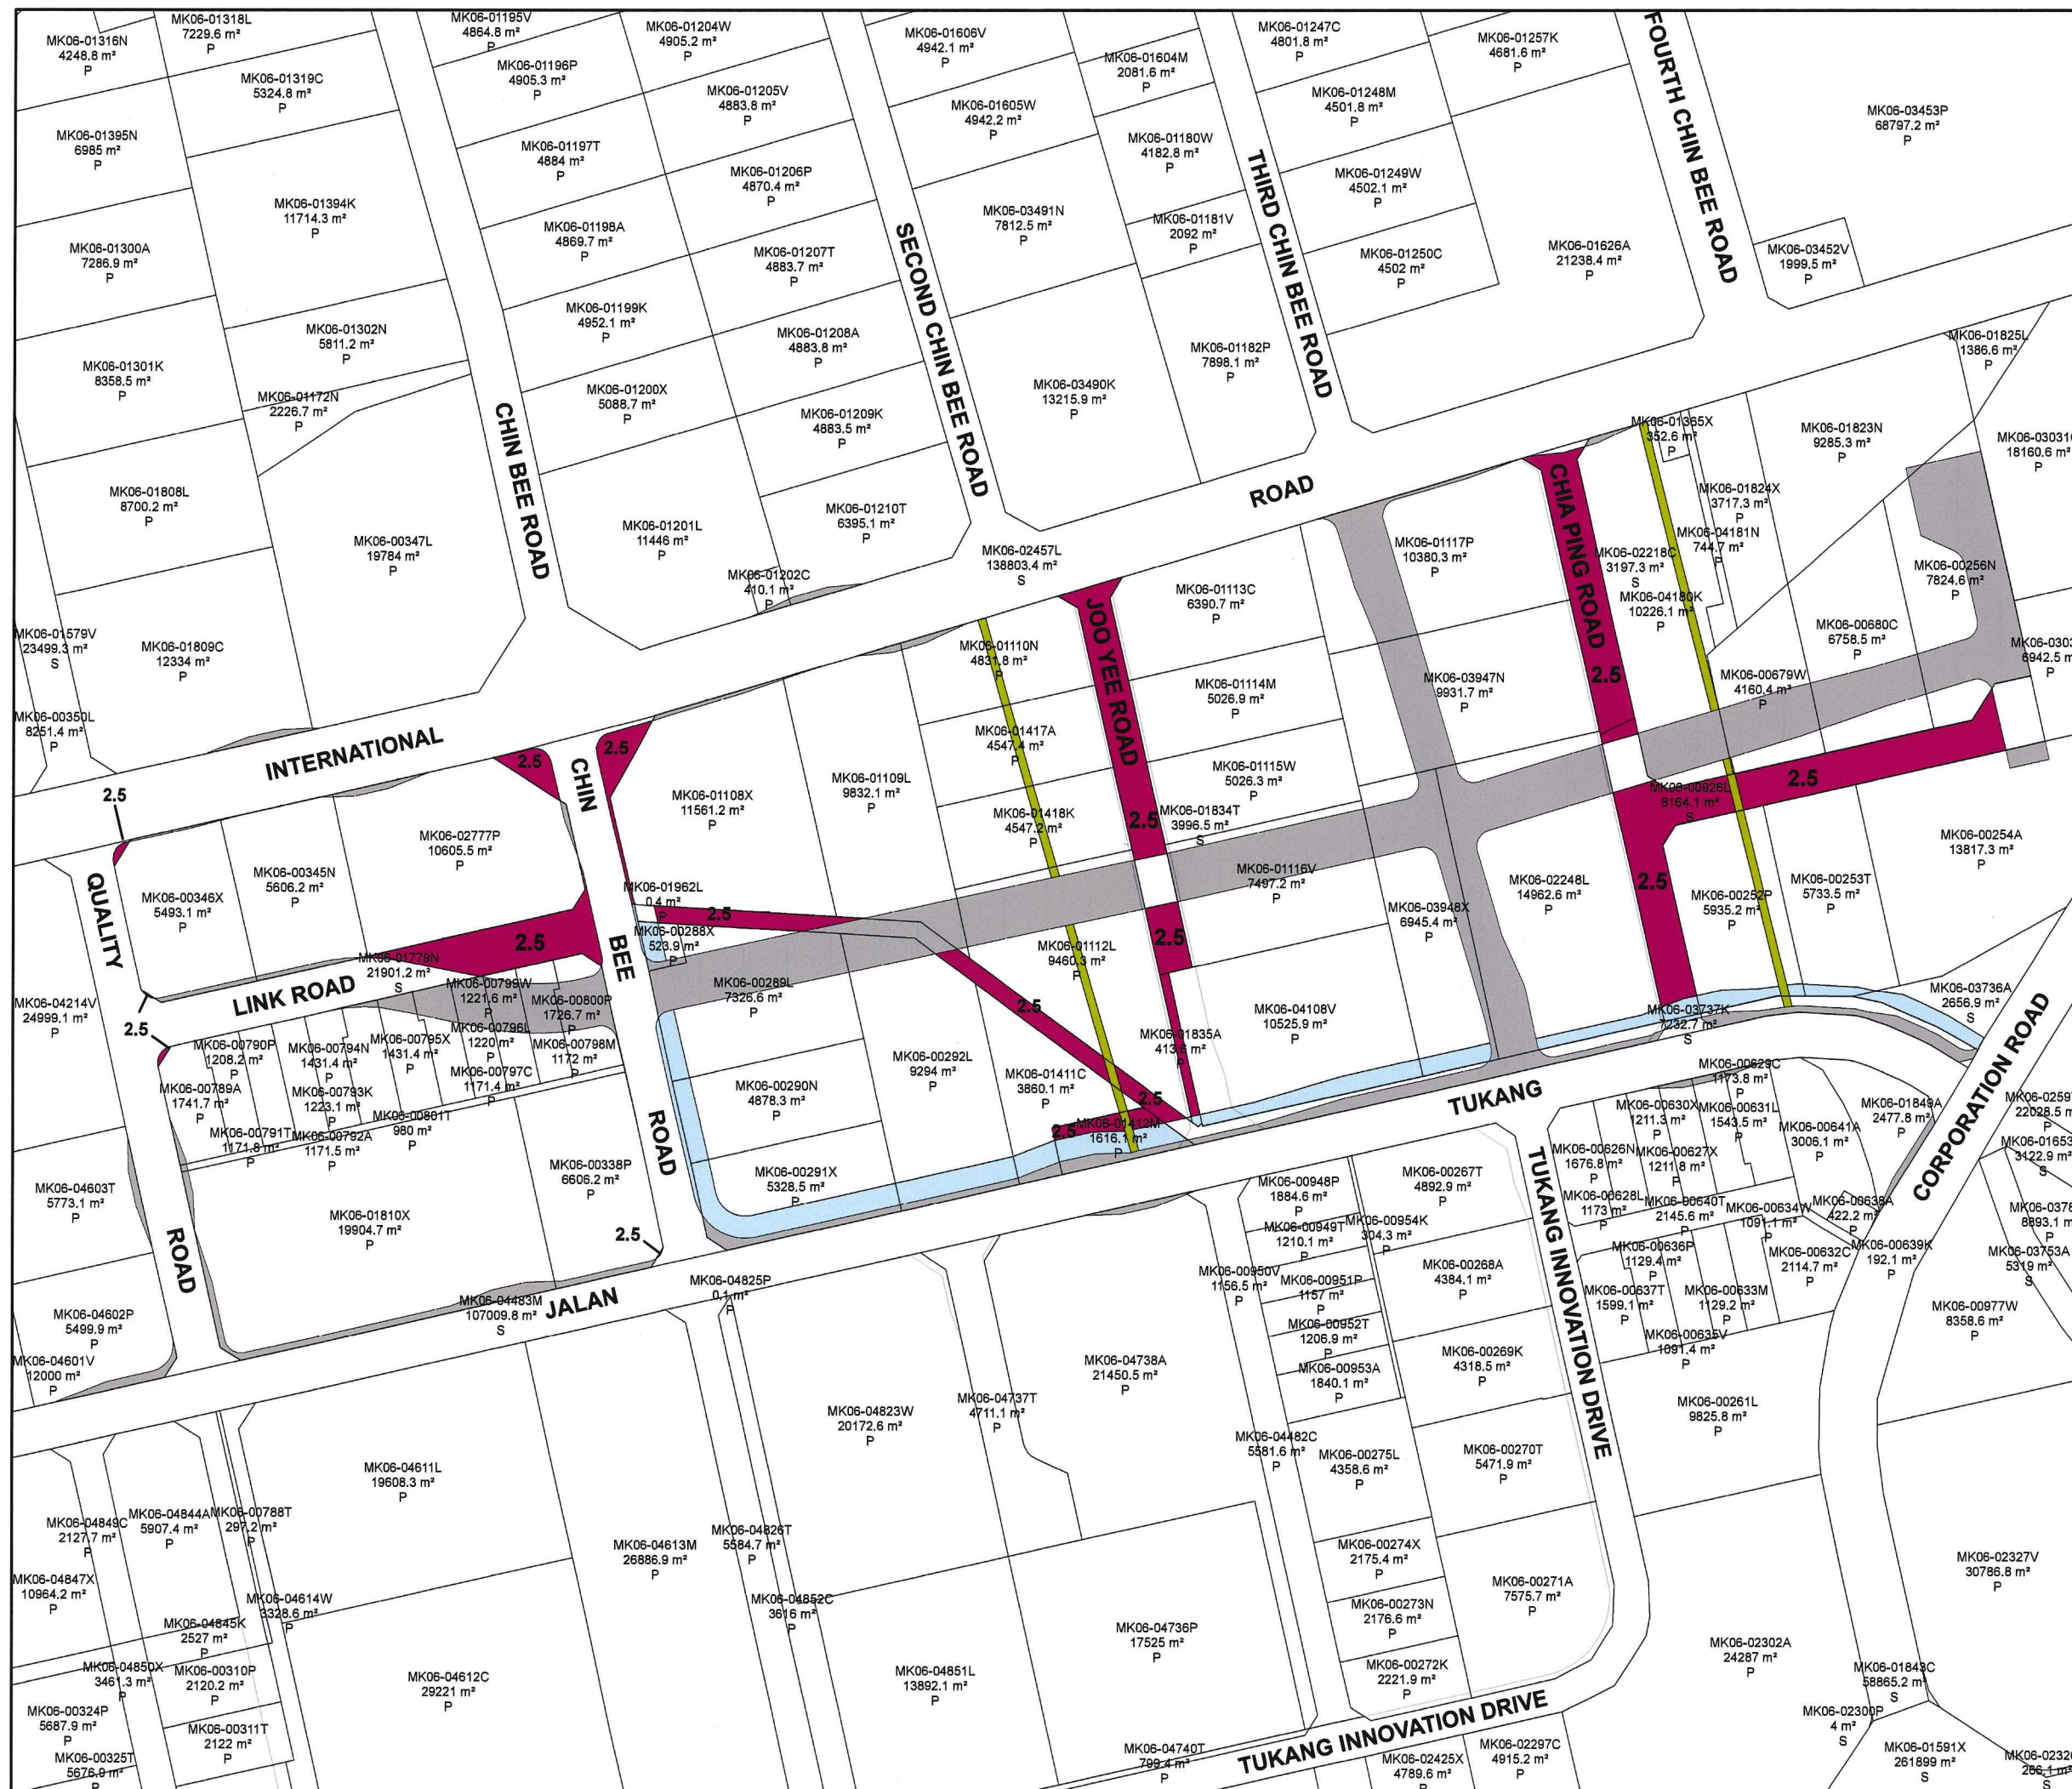 MK06-01316N
4248.8 m²
P
MK06-01318L
7229.6 m²
P
MK06-01195V
4864.8 m²
P
MK06-01204W
4905.2 m²
P
MK06-01606V
4942.1 m²
P
MK06-01604M
2081.6 m²
P
MK06-01247C
4801.8 m²
P
MK06-01257K
4681.6 m²
P
FOURTH CHIN BEE ROAD
MK06-03453P
68797.2 m²
P
MK06-01319C
5324.8 m²
P
MK06-01196P
4905.3 m²
P
MK06-01205V
4883.8 m²
P
MK06-01605W
4942.2 m²
P
MK06-01248M
4501.8 m²
P
MK06-01395N
6985 m²
P
MK06-01197T
4884 m²
P
MK06-01206P
4870.4 m²
P
MK06-01180W
4182.8 m²
P
THIRD CHIN BEE ROAD
MK06-01249W
4502.1 m²
P
MK06-01394K
11714.3 m²
P
MK06-01198A
4869.7 m²
P
MK06-01207T
4883.7 m²
P
SECOND CHIN BEE ROAD
MK06-03491N
7812.5 m²
P
MK06-01181V
2092 m²
P
MK06-01250C
4502 m²
P
MK06-01626A
21238.4 m²
P
MK06-03452V
1999.5 m²
P
MK06-01300A
7286.9 m²
P
MK06-01302N
5811.2 m²
P
MK06-01199K
4952.1 m²
P
MK06-01208A
4883.8 m²
P
MK06-01182P
7898.1 m²
P
MK06-01825L
1386.6 m²
P
MK06-01301K
8358.5 m²
P
MK06-01172N
2226.7 m²
P
CHIN BEE ROAD
MK06-01200X
5088.7 m²
P
MK06-01209K
4883.5 m²
P
MK06-03490K
13215.9 m²
P
MK06-01365X
352.6 m²
P
MK06-01823N
9285.3 m²
P
18160.6 m²
P
MK06-01808L
8700.2 m²
P
MK06-00347L
19784 m²
P
MK06-01201L
11446 m²
P
MK06-01210T
6395.1 m²
P
ROAD
CHIA PING ROAD
MK06-01824X
3717.3 m²
P
MK06-01202C
410.1 m²
P
MK06-02457L
138803.4 m²
S
MK06-01117P
10380.3 m²
P
MK06-02218C
3197.3 m²
S
MK06-04181N
744.7 m²
P
MK06-00256N
7824.6 m²
P
MK06-01113C
6390.7 m²
P
MK06-04180K
10226.1 m²
P
MK06-00680C
6758.5 m²
P
MK06-01579V
23499.3 m²
S
MK06-01809C
12334 m²
P
MK06-01110N
4831.8 m²
P
JOO YEE ROAD
MK06-01114M
5026.9 m²
P
MK06-03947N
9931.7 m²
P
2.5
MK06-00679W
4160.4 m²
P
MK06-00350L
8251.4 m²
P
INTERNATIONAL
2.5
2.5
MK06-01417A
4547.4 m²
P
MK06-01115W
5026.3 m²
P
2.5
CHIN
BEE
ROAD
MK06-01108X
11561.2 m²
P
MK06-01109L
9832.1 m²
P
MK06-01418K
4547.2 m²
P
2.5
MK06-01834T
3996.5 m²
S
MK06-00926L
8164.1 m²
S
2.5
MK06-02777P
10605.5 m²
P
QUALITY
ROAD
MK06-00346X
5493.1 m²
P
MK06-00345N
5606.2 m²
P
MK06-01962L
0.4 m²
P
2.5
MK06-01116V
7497.2 m²
P
MK06-02248L
14962.6 m²
P
2.5
MK06-00252P
5935.2 m²
P
MK06-00253T
5733.5 m²
P
MK06-00254A
13817.3 m²
P
2.5
MK06-01779N
21901.2 m²
S
MK06-00288X
523.9 m²
P
MK06-01112L
9460.3 m²
P
2.5
MK06-03948X
6945.4 m²
P
LINK ROAD
2.5
MK06-04214V
24999.1 m²
P
MK06-00799W
1221.6 m²
P
MK06-00800P
1726.7 m²
P
MK06-00289L
7326.6 m²
P
2.5
MK06-04108V
10525.9 m²
P
MK06-03737K
7232.7 m²
S
MK06-03736A
2656.9 m²
S
CORPORATION ROAD
MK06-00790P
1208.2 m²
P
MK06-00794N
1431.4 m²
P
MK06-00795X
1431.4 m²
P
MK06-00796L
1220 m²
P
MK06-00798M
1172 m²
P
MK06-01835A
P
MK06-00789A
1741.7 m²
P
MK06-00793K
1223.1 m²
P
MK06-00797C
1171.4 m²
P
MK06-00290N
4878.3 m²
P
MK06-00292L
9294 m²
P
MK06-01411C
3860.1 m²
P
2.5
TUKANG
MK06-00629C
1173.8 m²
P
MK06-00791T
1171.8 m²
P
MK06-00792A
1171.5 m²
P
MK06-00801T
980 m²
P
2.5
MK06-01412M
1616.1 m²
P
MK06-00630X
1211.3 m²
P
MK06-00631L
1543.5 m²
P
MK06-00641A
3006.1 m²
P
MK06-01849A
2477.8 m²
P
22028.5
MK06-00338P
6606.2 m²
P
MK06-00291X
5328.5 m²
P
MK06-00626N
1676.8 m²
P
MK06-00627X
1211.8 m²
P
3122.9 m²
S
MK06-04603T
5773.1 m²
P
MK06-01810X
19904.7 m²
P
2.5
MK06-00948P
1884.6 m²
P
MK06-00267T
4892.9 m²
P
TUKANG INNOVATION DRIVE
MK06-00628L
1173 m²
P
MK06-00640T
2145.6 m²
P
MK06-00634W
1091.1 m²
P
MK06-00638A
422.2 m²
P
8893.1
P
MK06-00949T
1210.1 m²
P
MK06-00954K
304.3 m²
P
MK06-00636P
1129.4 m²
P
MK06-00632C
2114.7 m²
P
MK06-00639K
192.1 m²
P
MK06-03753A
5319 m²
S
MK06-04602P
5499.9 m²
P
MK06-04483M
107009.8 m²
S
JALAN
MK06-04825P
0.1 m²
P
MK06-00950V
1156.5 m²
P
MK06-00951P
1157 m²
P
MK06-00268A
4384.1 m²
P
MK06-00637T
1599.1 m²
P
MK06-00633M
1129.2 m²
P
MK06-00977W
8358.6 m²
P
MK06-04601V
12000 m²
P
MK06-00952T
1206.9 m²
P
MK06-00635V
1091.4 m²
P
MK06-04738A
21450.5 m²
P
MK06-00953A
1840.1 m²
P
MK06-00269K
4318.5 m²
P
MK06-04823W
20172.6 m²
P
MK06-04737T
4711.1 m²
P
MK06-00261L
9825.8 m²
P
MK06-04482C
5581.6 m²
P
MK06-00275L
4358.6 m²
P
MK06-00270T
5471.9 m²
P
MK06-04611L
19608.3 m²
P
MK06-04849C
2127.7 m²
P
MK06-04844A
5907.4 m²
P
MK06-00788T
297.2 m²
P
MK06-04613M
26886.9 m²
P
MK06-04826T
5584.7 m²
P
MK06-00274X
2175.4 m²
P
MK06-02327V
30786.8 m²
P
MK06-04847X
10964.2 m²
P
MK06-04614W
3328.6 m²
P
MK06-04852C
3616 m²
P
MK06-00273N
2176.6 m²
P
MK06-00271A
7575.7 m²
P
MK06-04845K
2527 m²
P
MK06-04736P
17525 m²
P
MK06-02302A
24287 m²
P
MK06-04850X
3461.3 m²
P
MK06-00310P
2120.2 m²
P
MK06-04612C
29221 m²
P
MK06-04851L
13892.1 m²
P
MK06-00272K
2221.9 m²
P
MK06-01843C
58865.2 m²
S
MK06-00324P
5687.9 m²
P
MK06-00311T
2122 m²
P
TUKANG INNOVATION DRIVE
MK06-02300P
4 m²
S
MK06-00325T
5676.9 m²
P
MK06-04740T
799.4 m²
P
MK06-02425X
4789.6 m²
P
MK06-02297C
4915.2 m²
P
MK06-01591X
261899 m²
S